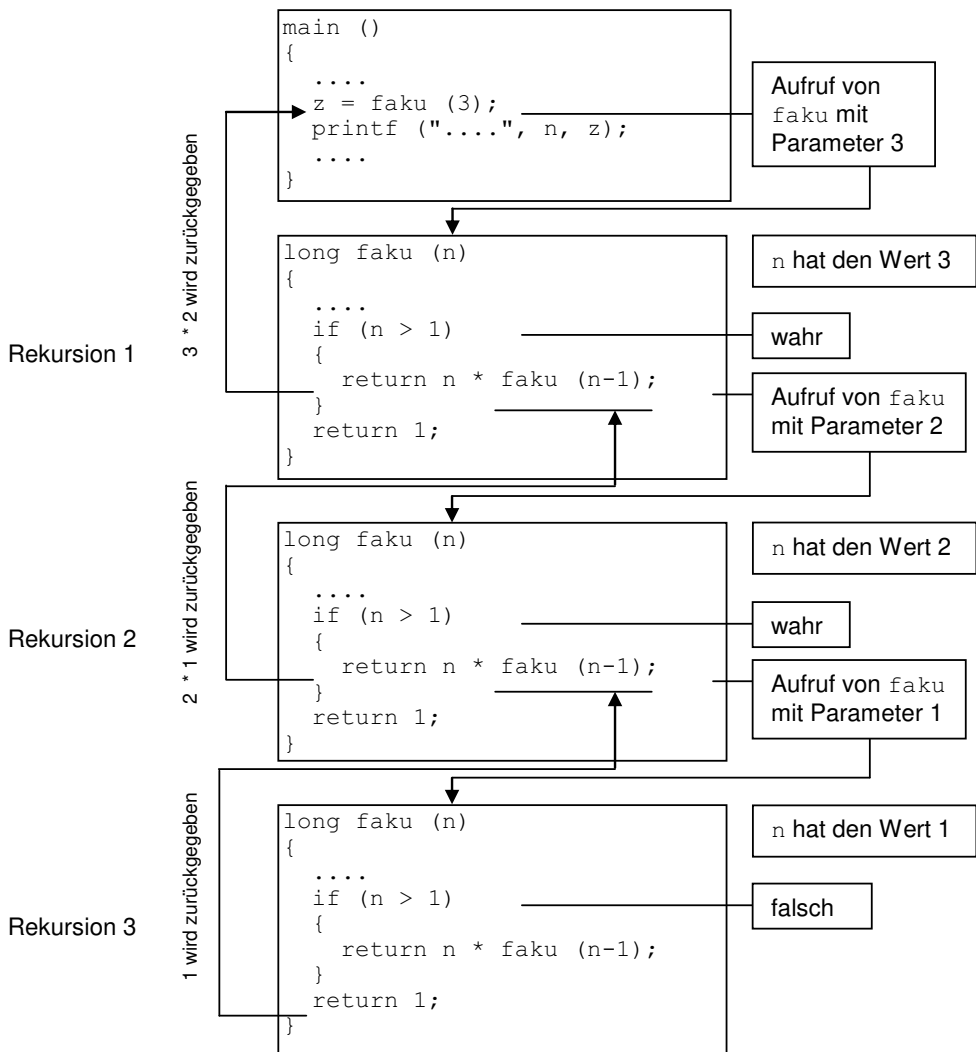 main ()
{
....
z = faku (3);
printf ("....", n, z);
....
}
Aufruf von
faku mit
Parameter 3
3 * 2 wird zurückgegeben
Rekursion 1
long faku (n)
{
....
if (n > 1)
{
return n * faku (n-1);
}
return 1;
}
n hat den Wert 3
wahr
Aufruf von faku
mit Parameter 2
2 * 1 wird zurückgegeben
Rekursion 2
long faku (n)
{
....
if (n > 1)
{
return n * faku (n-1);
}
return 1;
}
n hat den Wert 2
wahr
Aufruf von faku
mit Parameter 1
1 wird zurückgegeben
Rekursion 3
long faku (n)
{
....
if (n > 1)
{
return n * faku (n-1);
}
return 1;
}
n hat den Wert 1
falsch